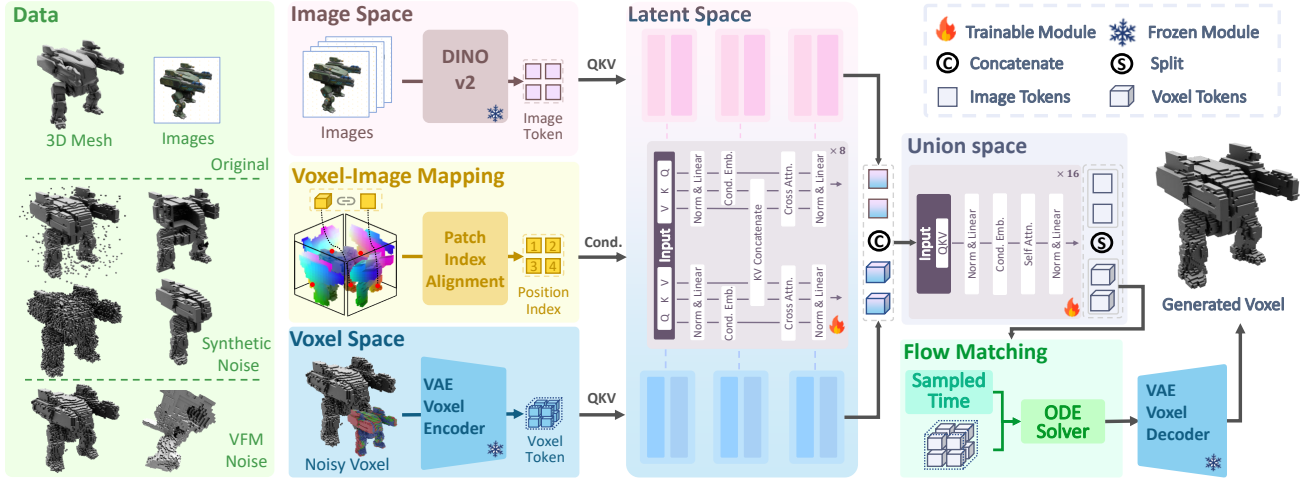 Data
3D Mesh
Images
Original
Synthetic
Noise
VFM
Noise
Image Space
Images
DINO
v2
Image
Token
QKV
Voxel-Image Mapping
Patch
Index
Alignment
1 2
3 4
Position
Index
Cond.
Voxel Space
Noisy Voxel
VAE
Voxel
Encoder
Voxel
Token
QKV
Latent Space
× 8
Input
Q
K
V
Norm & Linear
Cond. Emb.
KV Concatenate
Cross Attn.
Norm & Linear
V
K
Q
Norm & Linear
Cond. Emb.
Cross Attn.
Norm & Linear
C
Trainable Module
Frozen Module
C Concatenate
S Split
Image Tokens
Voxel Tokens
Union space
× 16
Input
QKV
Norm & Linear
Cond. Emb.
Self Attn.
Norm & Linear
S
Generated Voxel
Flow Matching
Sampled
Time
ODE
Solver
VAE
Voxel
Decoder